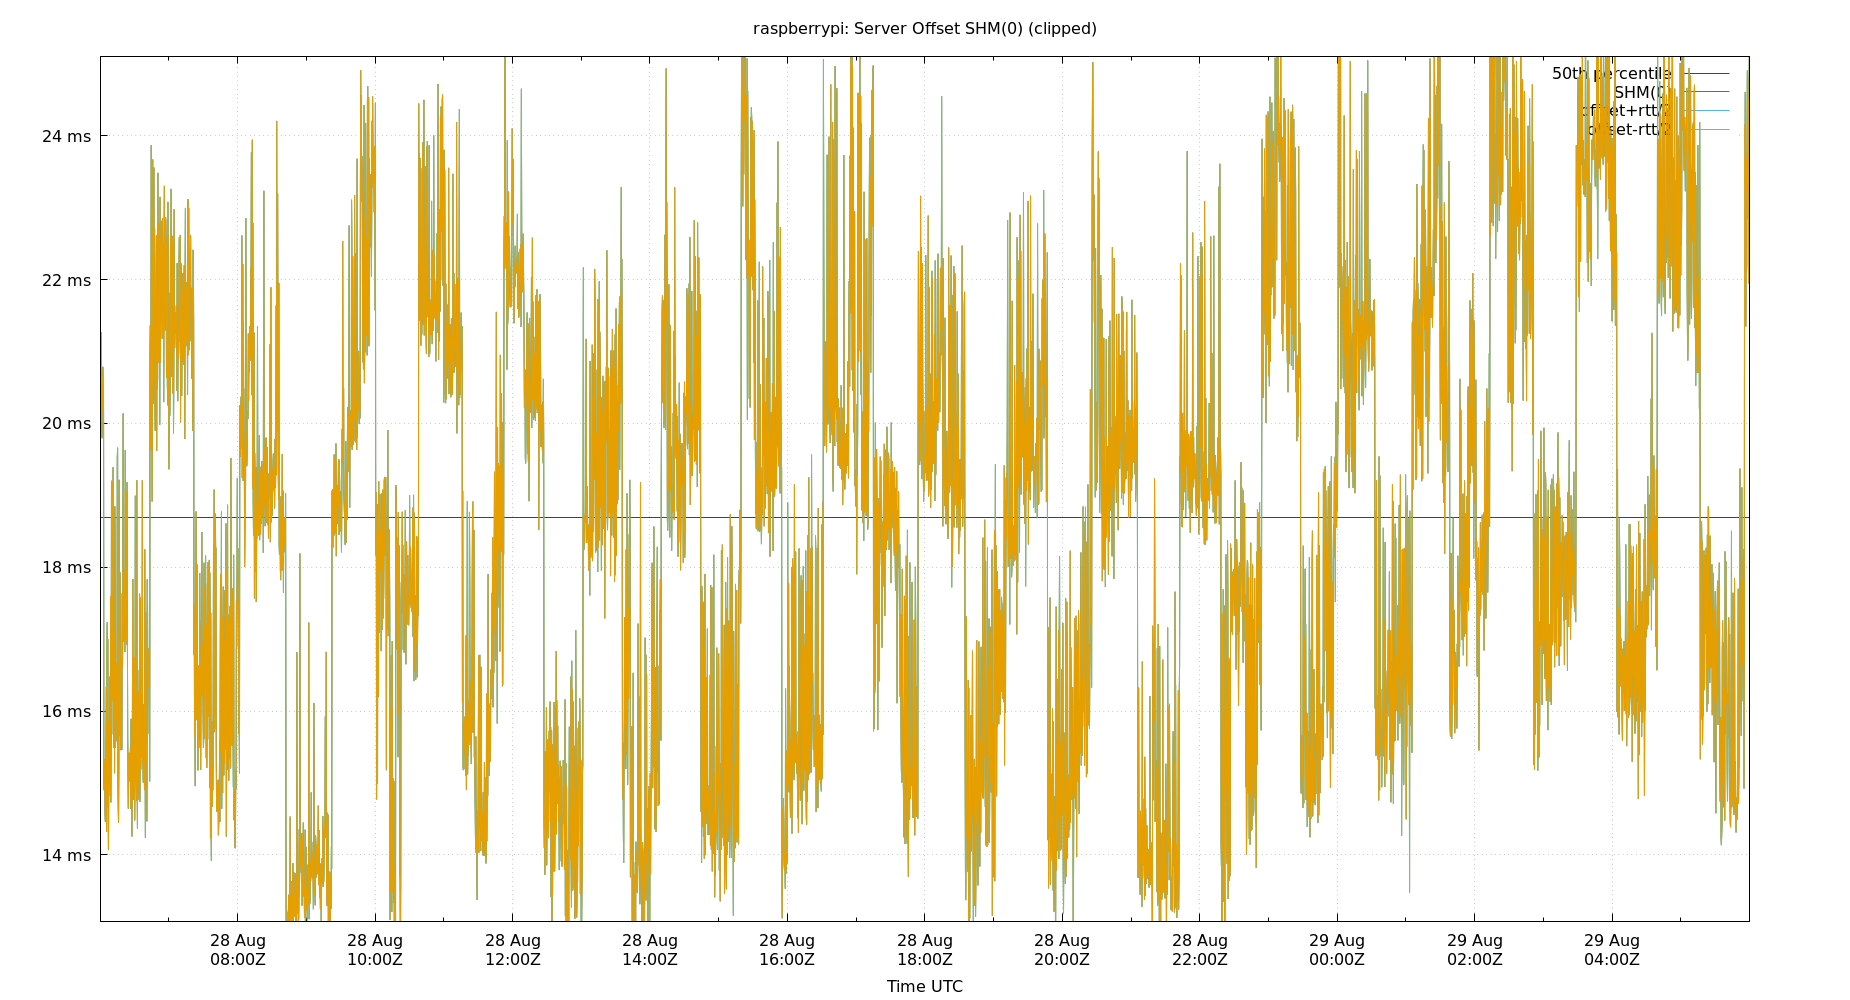 raspberrypi: Server Offset SHM(0) (clipped)
50th percentile
SHM(0)
offset+rtt/2
offset-rtt/2
24 ms
22 ms
20 ms
18 ms
16 ms
14 ms
28 Aug 28 Aug 28 Aug 28 Aug 28 Aug 28 Aug 28 Aug 28 Aug 29 Aug 29 Aug 29 Aug
08:00Z 10:00Z 12:00Z 14:00Z 16:00Z 18:00Z 20:00Z 22:00Z 00:00Z 02:00Z 04:00Z
Time UTC